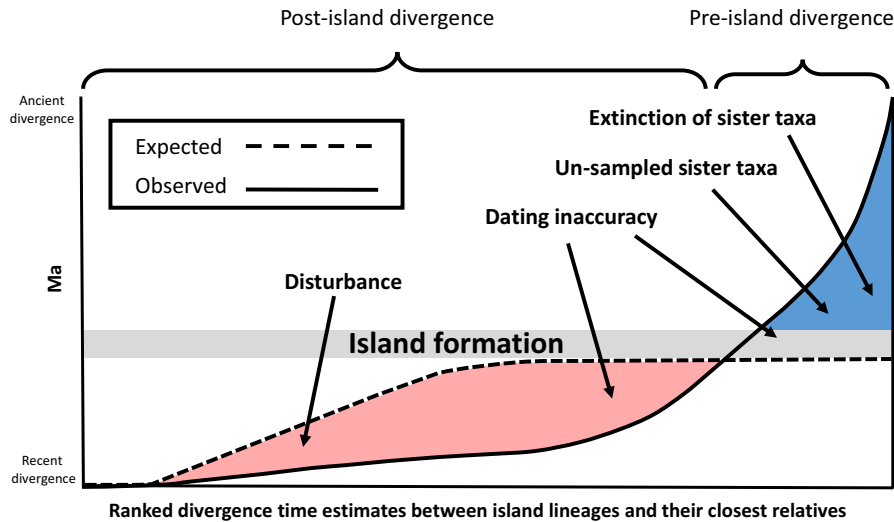 Post-island divergence
Pre-island divergence
Ancient
divergence
Expected
Observed
Extinction of sister taxa
Un-sampled sister taxa
Dating inaccuracy
Disturbance
Ma
Island formation
Recent
divergence
Ranked divergence time estimates between island lineages and their closest relatives